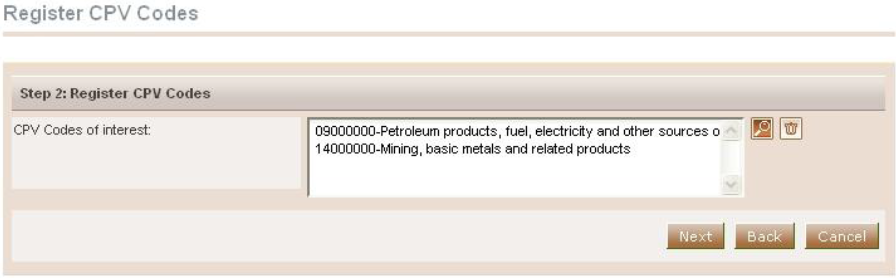 Register CPV Codes
Step 2: Register CPV Codes
CPV Codes of interest:
09000000-Petroleum products, fuel, electricity and other sources o
14000000-Mining, basic metals and related products
Next Back Cancel